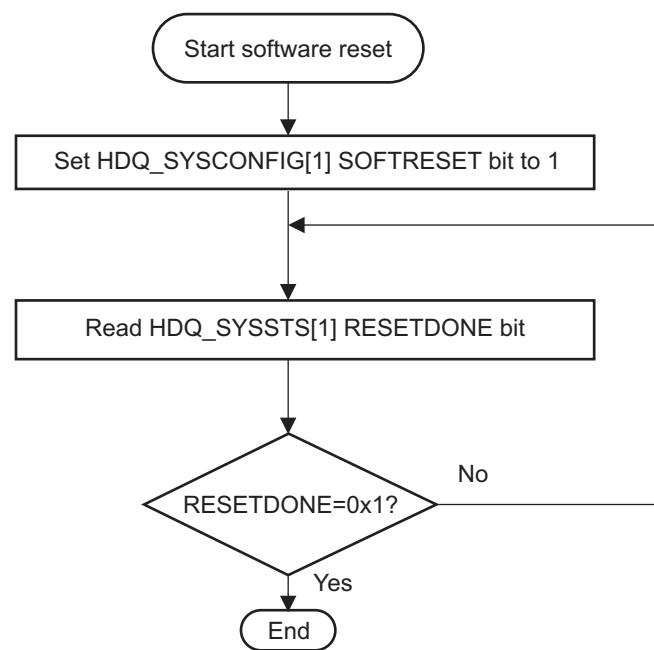 Start software reset
Set HDQ_SYSCONFIG[1] SOFTRESET bit to 1
Read HDQ_SYSSTS[1] RESETDONE bit
No
RESETDONE=0x1?
Yes
End